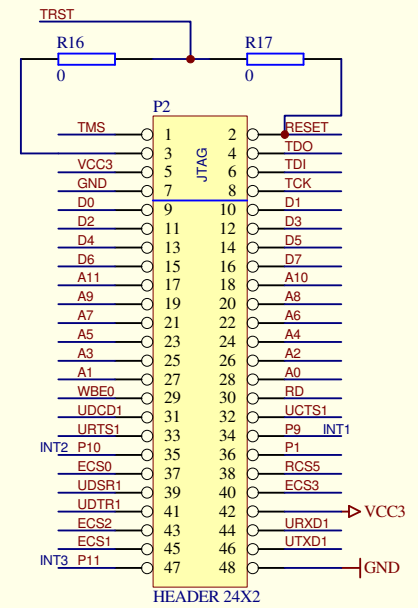 TRST
R16 R17
0 0
P2
TMS 1 2 RESET
3 4 TDO
VCC3 5 6 TDI
GND 7 8 TCK
JTAG
D0 9 10 D1
D2 11 12 D3
D4 13 14 D5
D6 15 16 D7
A11 17 18 A10
A9 19 20 A8
A7 21 22 A6
A5 23 24 A4
A3 25 26 A2
A1 27 28 A0
WBE0 29 30 RD
UDCD1 31 32 UCTS1
URTS1 33 34 P9 INT1
INT2 P10 35 36 P1
ECS0 37 38 RCS5
UDSR1 39 40 ECS3
UDTR1 41 42 VCC3
ECS2 43 44 URXD1
ECS1 45 46 UTXD1
INT3 P11 47 48 GND
HEADER 24X2